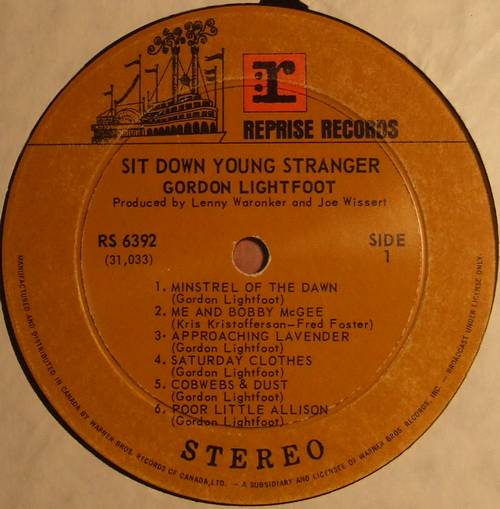 r
REPRISE RECORDS
SIT DOWN YOUNG STRANGER
GORDON LIGHTFOOT
Produced by Lenny Waronker and Joe Wissert
RS 6392
(31,033)
SIDE
1
1. MINSTREL OF THE DAWN
(Gordon Lightfoot)
2. ME AND BOBBY McGEE
(Kris Kristofferson—Fred Foster)
3. APPROACHING LAVENDER
(Gordon Lightfoot)
4. SATURDAY CLOTHES
(Gordon Lightfoot)
5. COBWEBS & DUST
(Gordon Lightfoot)
6. POOR LITTLE ALLISON
(Gordon Lightfoot)
STEREO
MANUFACTURED AND DISTRIBUTED IN CANADA BY WARNER BROS. RECORDS OF CANADA, LTD. — A SUBSIDIARY AND LICENSEE OF WARNER BROS. RECORDS, INC. — BROADCAST UNDER LICENSE ONLY.